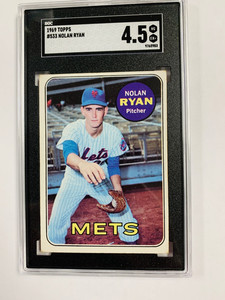 SGC
1969 TOPPS
#533 NOLAN RYAN
4.5
NOLAN
RYAN
Pitcher
Mets
METS